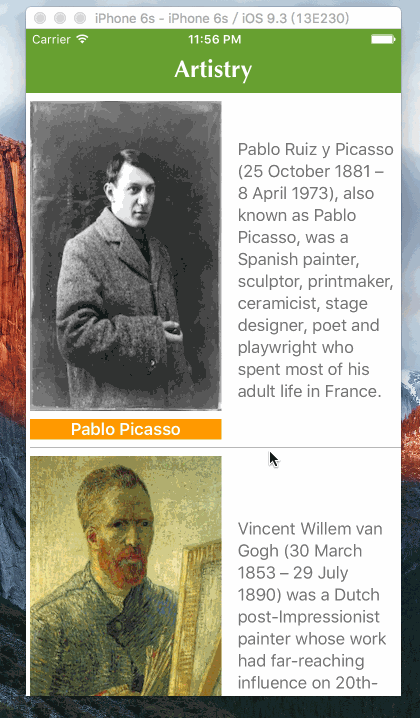 iPhone 6s - iPhone 6s / iOS 9.3 (13E230)
Carrier 11:56 PM
Artistry
Pablo Ruiz y Picasso
(25 October 1881 –
8 April 1973), also
known as Pablo
Picasso, was a
Spanish painter,
sculptor, printmaker,
ceramicist, stage
designer, poet and
playwright who
spent most of his
adult life in France.
Pablo Picasso
Vincent Willem van
Gogh (30 March
1853 – 29 July
1890) was a Dutch
post-Impressionist
painter whose work
had far-reaching
influence on 20th-